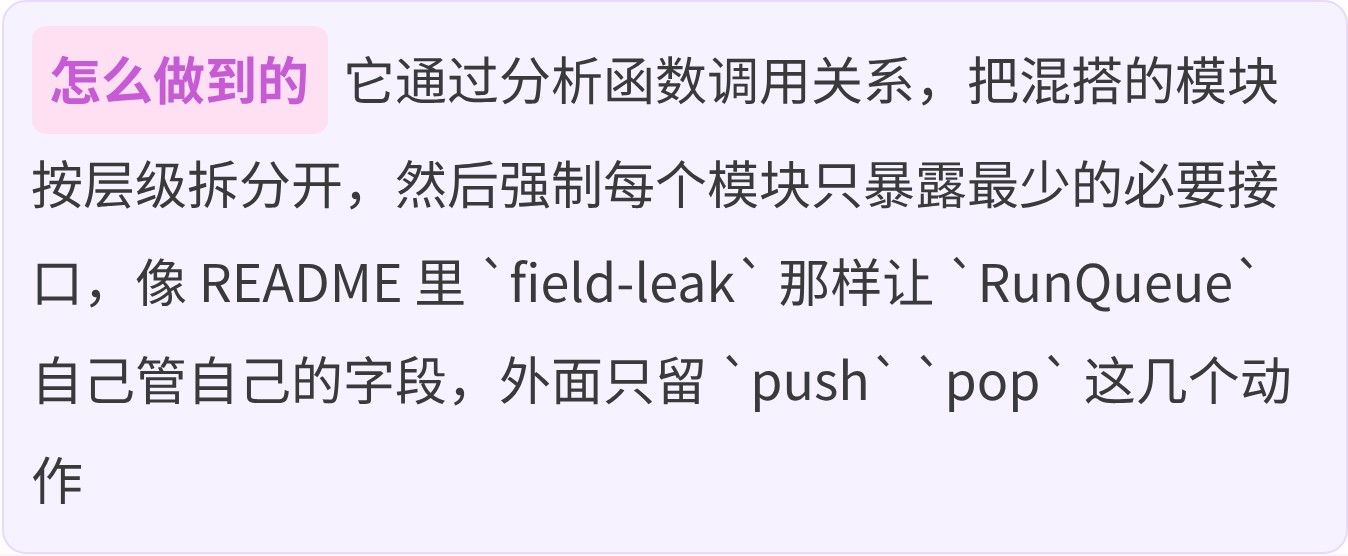 怎么做到的 它通过分析函数调用关系，把混搭的模块
按层级拆分开，然后强制每个模块只暴露最少的必要接
口，像 README 里 `field-leak` 那样让 `RunQueue`
自己管自己的字段，外面只留 `push` `pop` 这几个动
作